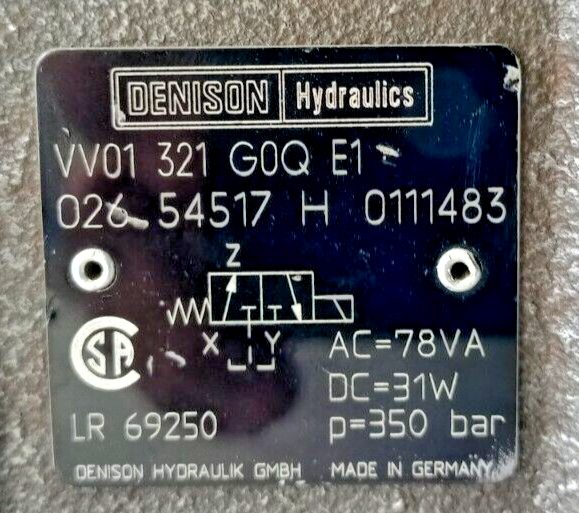 DENISON Hydraulics
VV01 321 G0Q E1
026 54517 H 0111483
Z
X Y
AC=78VA
DC=31W
SA
LR 69250 p=350 bar
DENISON HYDRAULIK GMBH MADE IN GERMANY